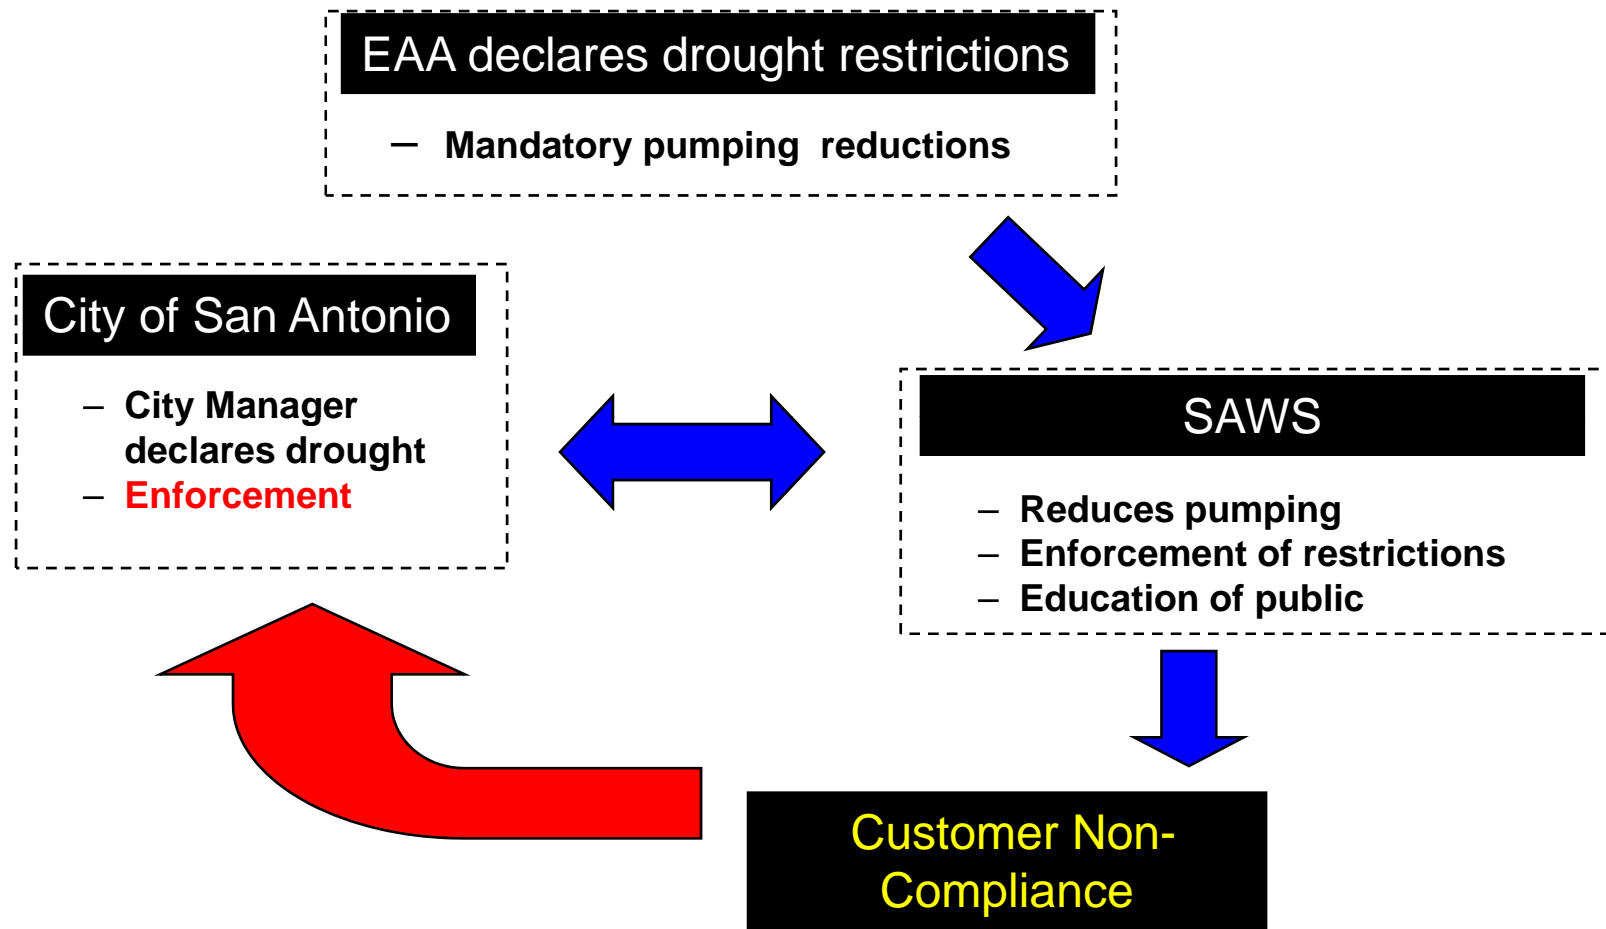 EAA declares drought restrictions
– Mandatory pumping reductions
City of San Antonio
– City Manager
declares drought
– Enforcement
SAWS
– Reduces pumping
– Enforcement of restrictions
– Education of public
Customer Non-
Compliance